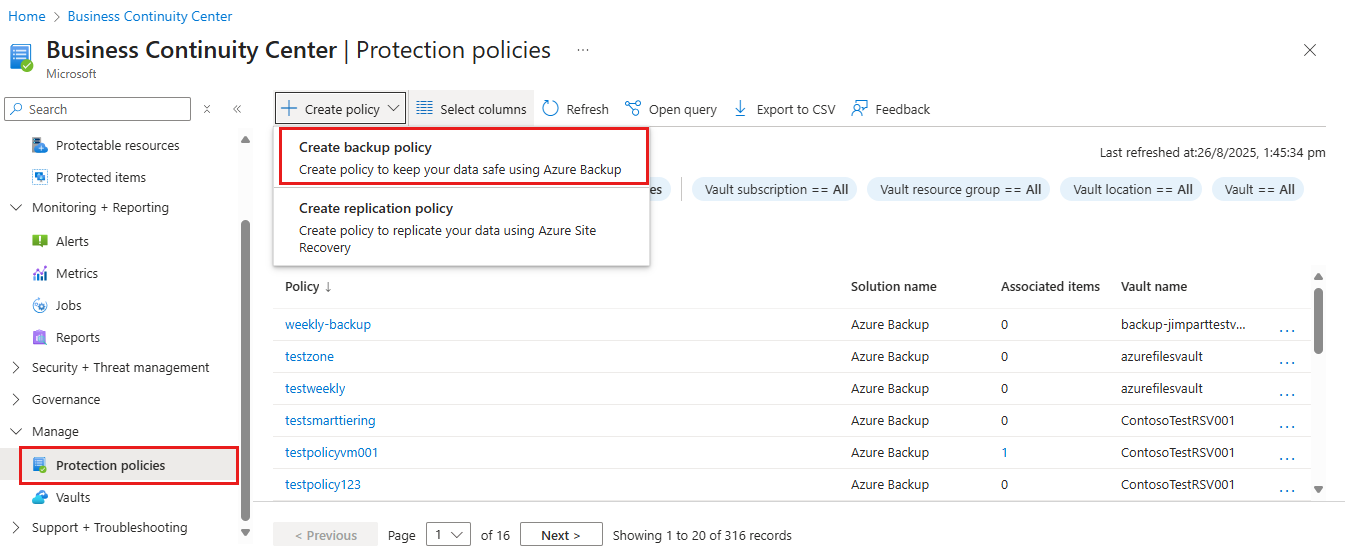 Home > Business Continuity Center
Business Continuity Center | Protection policies ...
Microsoft
Search
Create policy
Select columns
Refresh
Open query
Export to CSV
Feedback
Protectable resources
Protected items
Monitoring + Reporting
Alerts
Metrics
Jobs
Reports
Security + Threat management
Governance
Manage
Protection policies
Vaults
Support + Troubleshooting
Create backup policy
Create policy to keep your data safe using Azure Backup
Create replication policy
Create policy to replicate your data using Azure Site
Recovery
Last refreshed at:26/8/2025, 1:45:34 pm
Vault subscription == All
Vault resource group == All
Vault location == All
Vault == All
Policy ↓ Solution name Associated items Vault name
weekly-backup Azure Backup 0 backup-jimparttestv... ...
testzone Azure Backup 0 azurefilesvault ...
testweekly Azure Backup 0 azurefilesvault ...
testsmarttiering Azure Backup 0 ContosoTestRSV001 ...
testpolicyvm001 Azure Backup 1 ContosoTestRSV001 ...
testpolicy123 Azure Backup 0 ContosoTestRSV001 ...
< Previous Page 1 of 16 Next > Showing 1 to 20 of 316 records